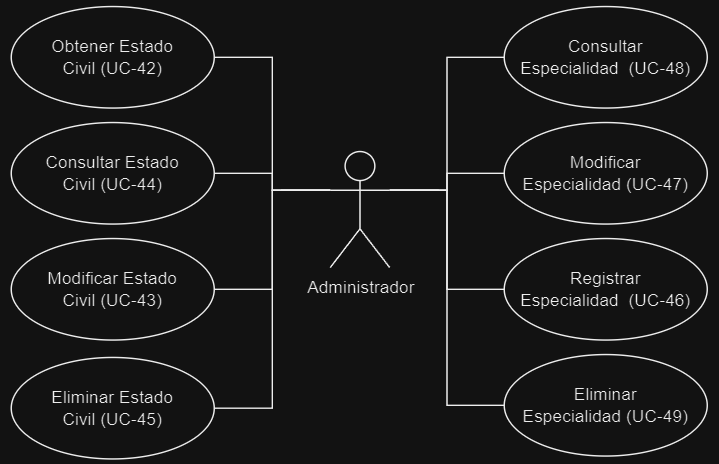 Obtener Estado
Civil (UC-42)
Consultar Estado
Civil (UC-44)
Modificar Estado
Civil (UC-43)
Eliminar Estado
Civil (UC-45)
Administrador
Consultar
Especialidad (UC-48)
Modificar
Especialidad (UC-47)
Registrar
Especialidad (UC-46)
Eliminar
Especialidad (UC-49)